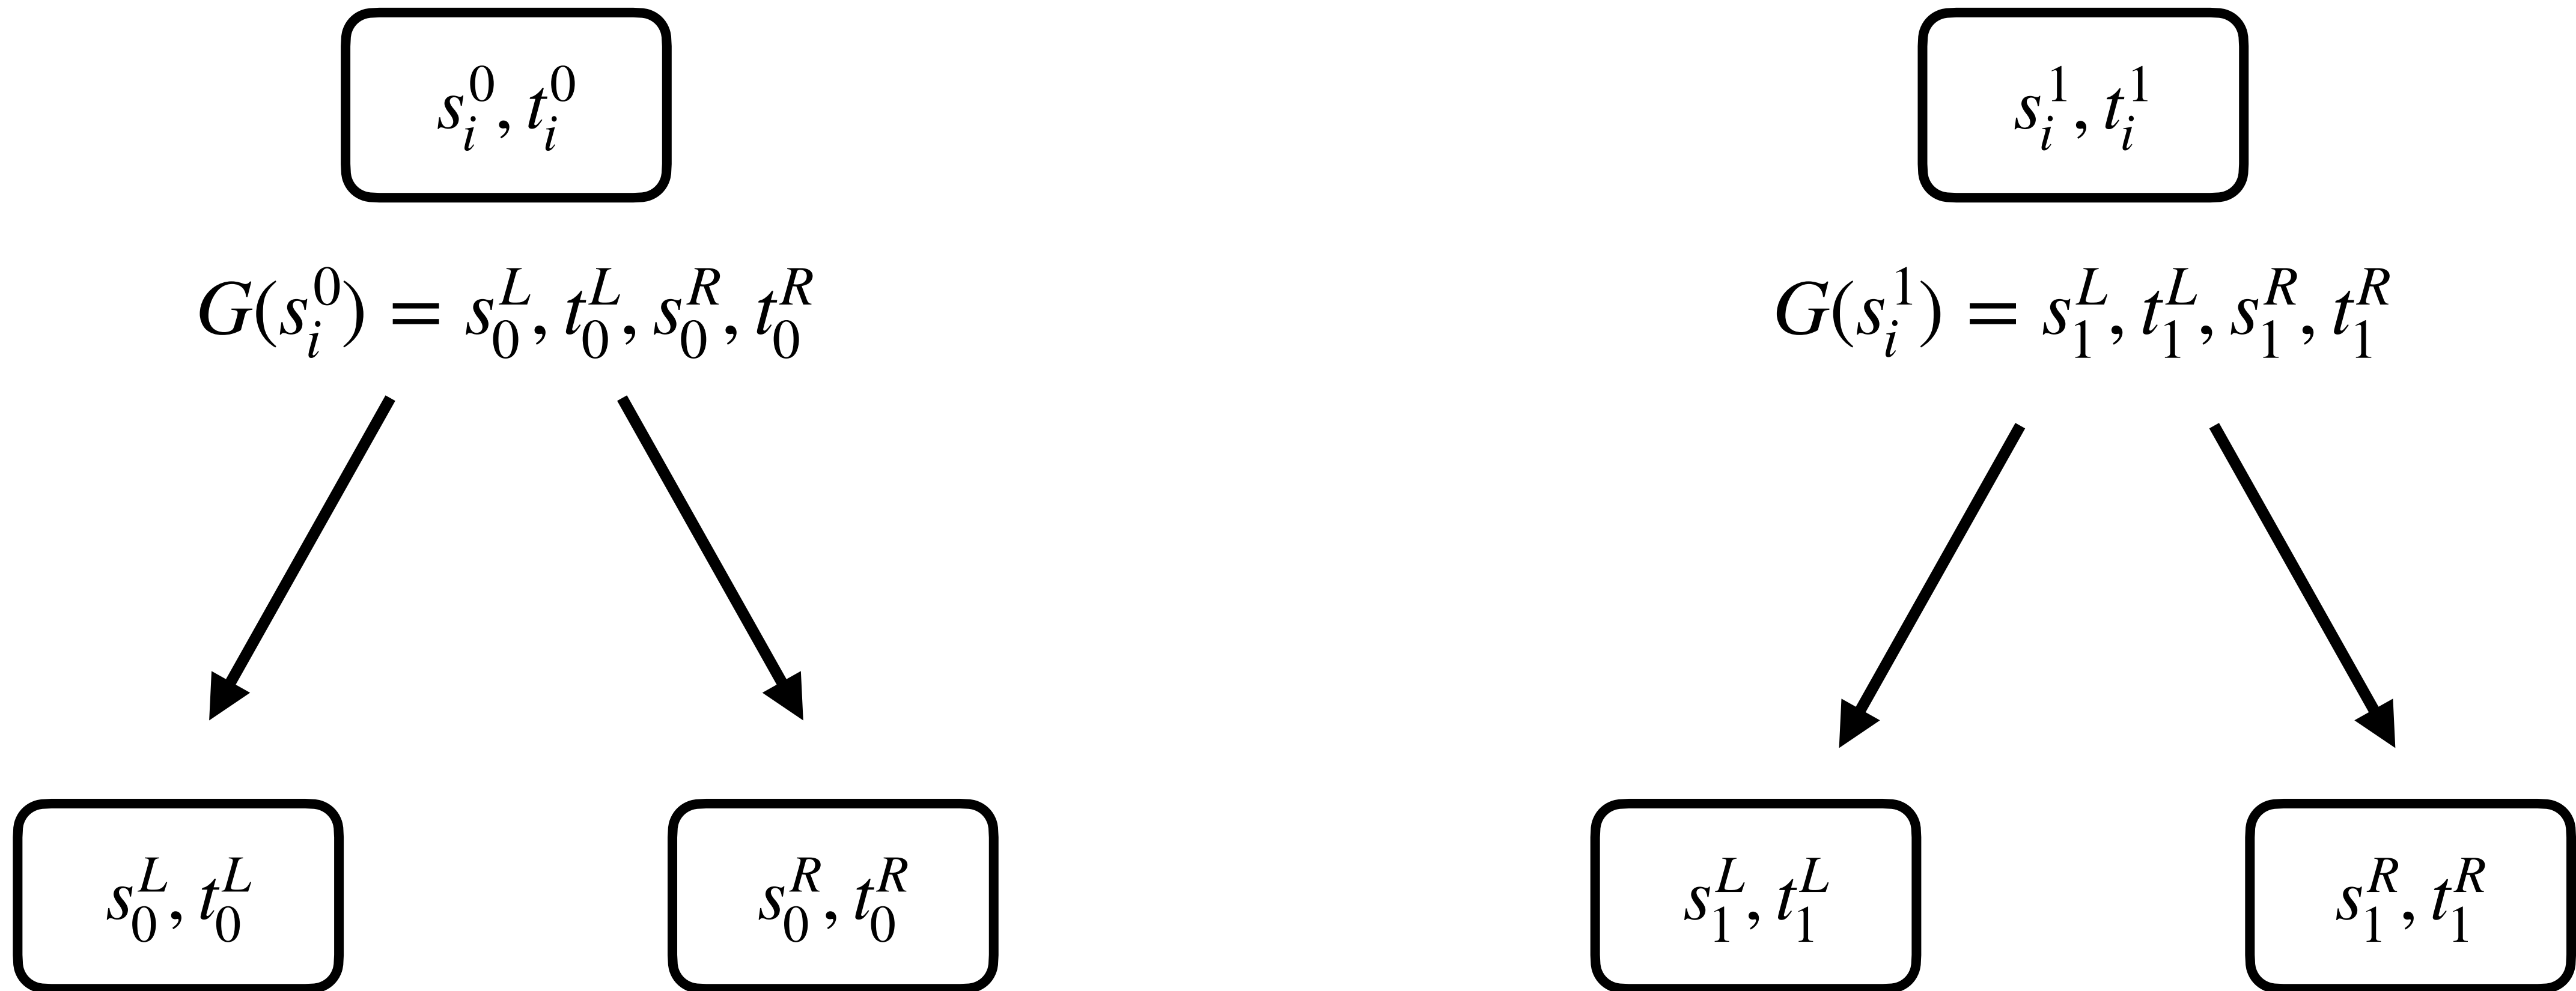 $s_i^0, t_i^0$
$s_i^1, t_i^1$
$G(s_i^0) = s_0^L, t_0^L, s_0^R, t_0^R$
$G(s_i^1) = s_1^L, t_1^L, s_1^R, t_1^R$
$s_0^L, t_0^L$
$s_0^R, t_0^R$
$s_1^L, t_1^L$
$s_1^R, t_1^R$